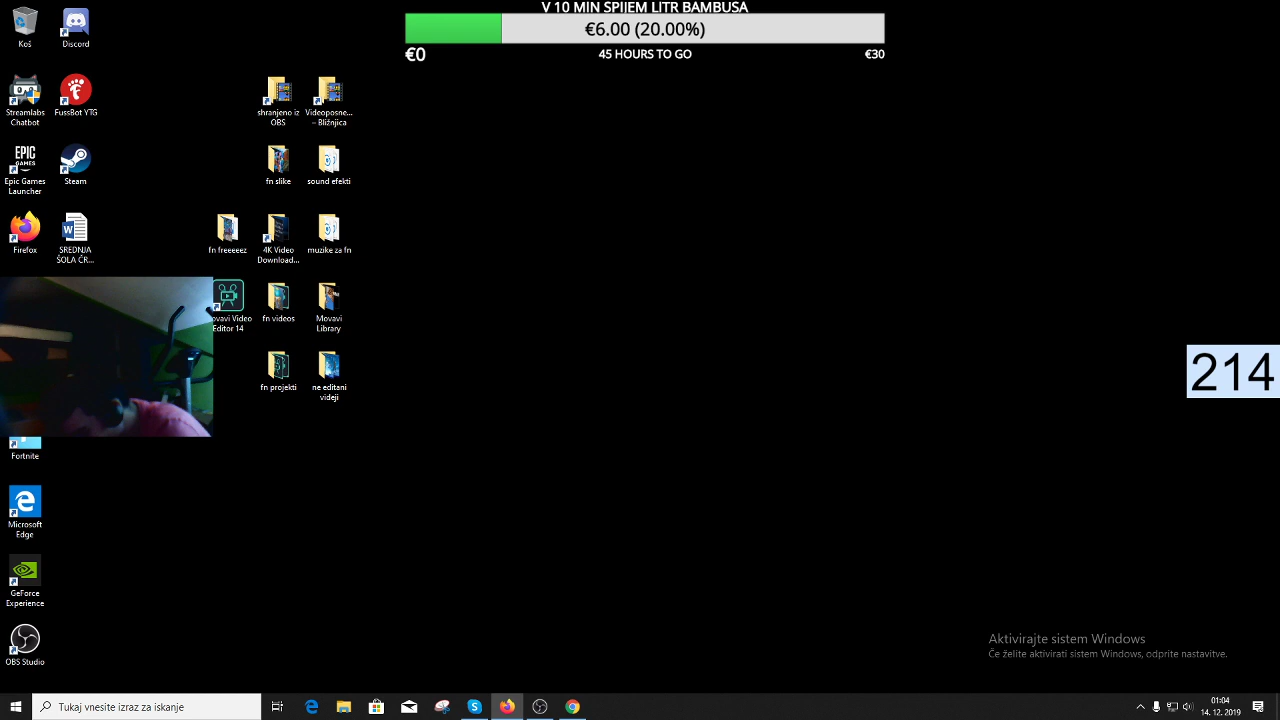 V 10 MIN SPIJEM LITR BAMBUSA
€6.00 (20.00%)
€0
45 HOURS TO GO
€30
Koš
Discord
Streamlabs
Chatbot
FussBot YTG
shranjeno iz
OBS
Videoposne...
– Bližnjica
EPIC
GAMES
Epic Games
Launcher
Steam
fn slike
sound efekti
Firefox
SREDNJA
ŠOLA ČR...
fn freeeeez
4K Video
Download...
muzike za fn
ovavi Video
Editor 14
fn videos
Movavi
Library
fn projekti
ne editani
videji
214
Fortnite
Microsoft
Edge
GeForce
Experience
OBS Studio
Aktivirajte sistem Windows
Če želite aktivirati sistem Windows, odprite nastavitve.
Tukaj vnesite izraz za iskanje
01:04
14. 12. 2019